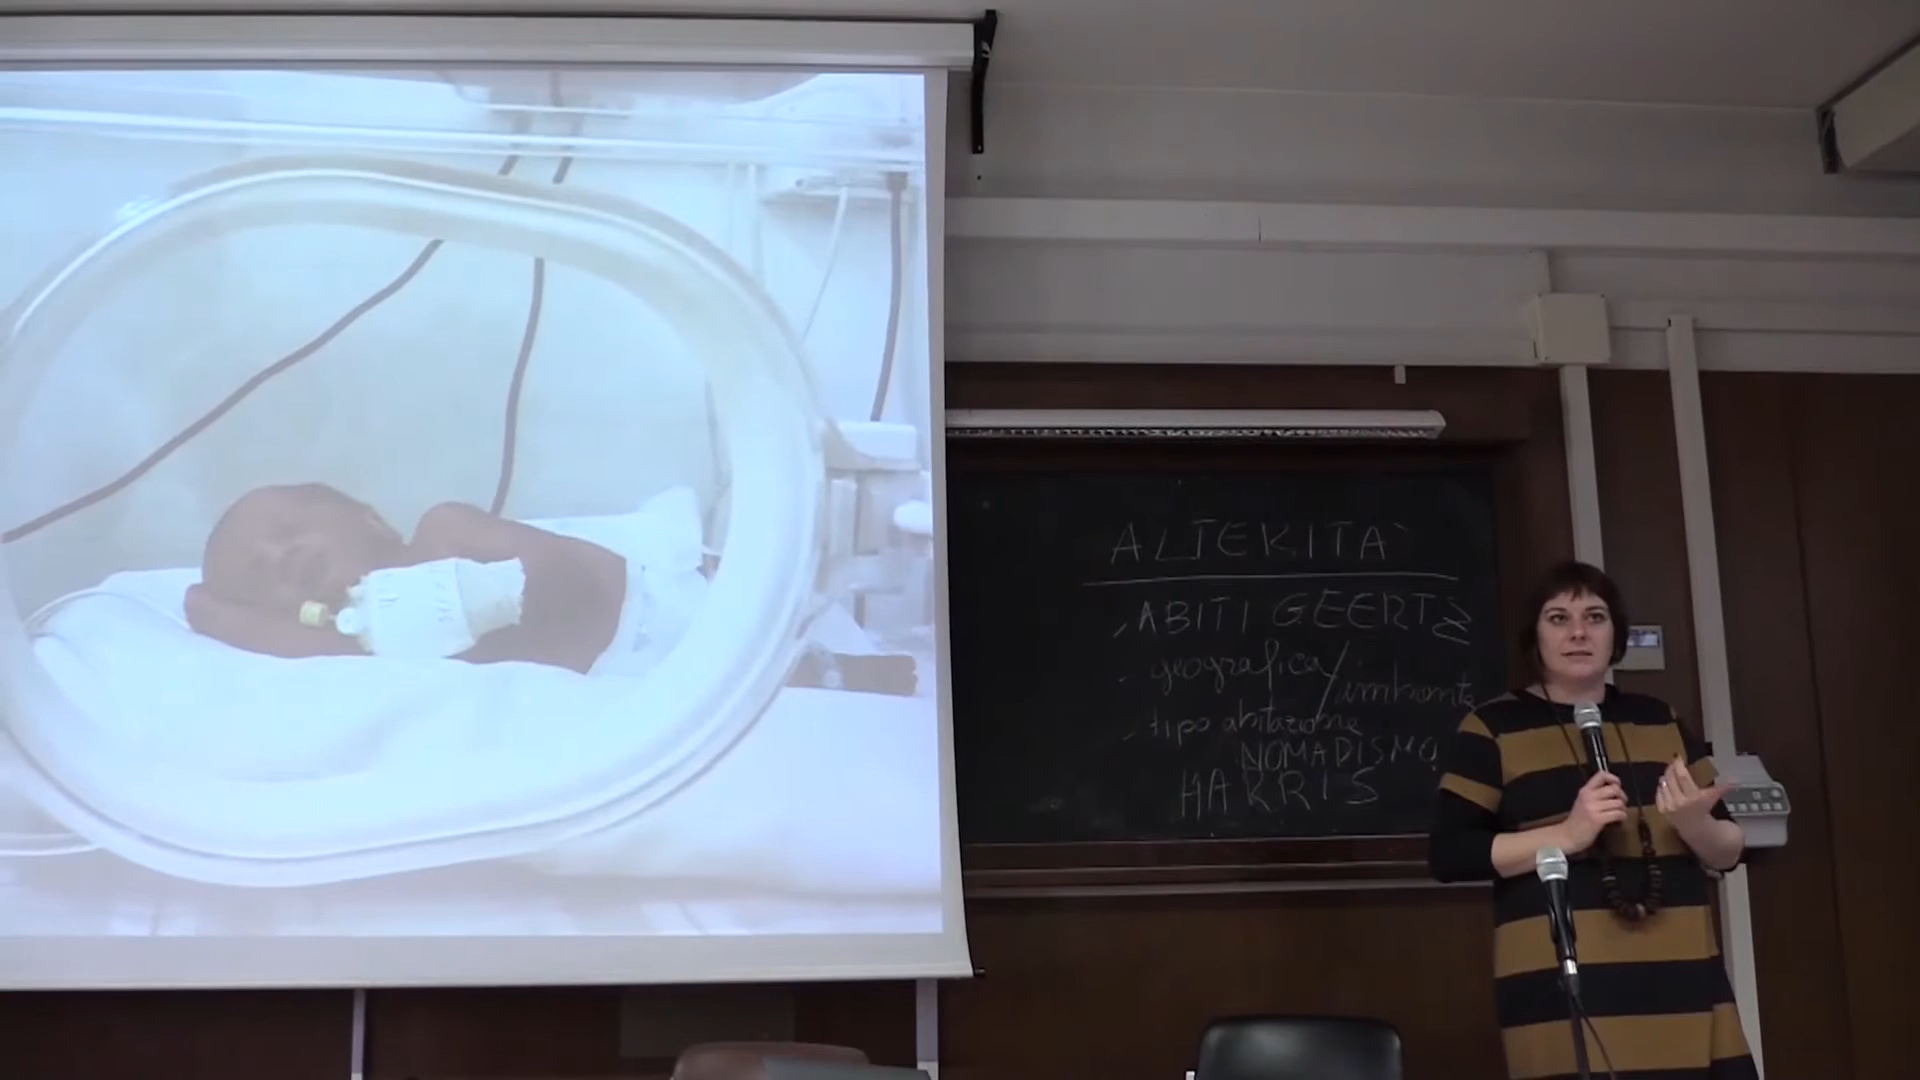 ALTERITA'
- ABITI GEERTZ
- geografica/ambiente
- tipo abitazione
NOMADISMO
HARRIS